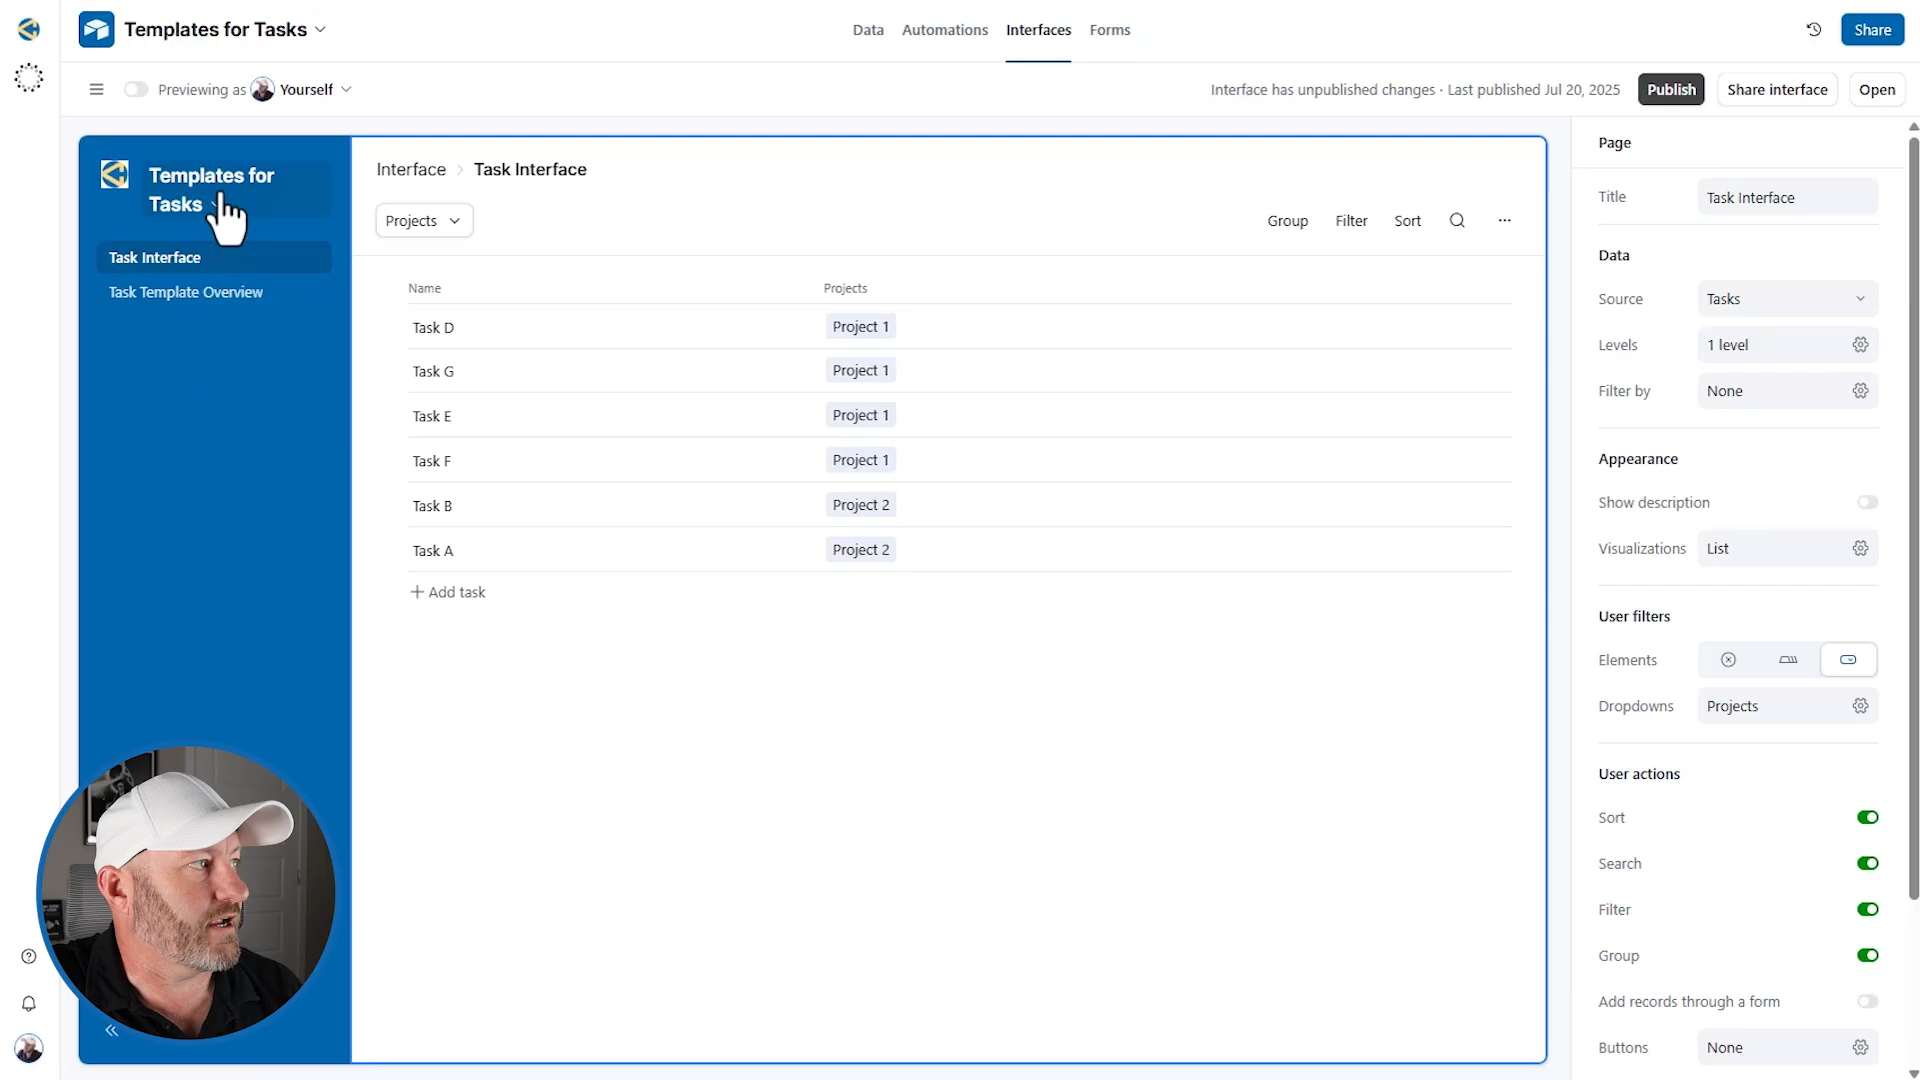 Templates for Tasks
Data
Automations
Interfaces
Forms
Share
Previewing as
Yourself
Interface has unpublished changes · Last published Jul 20, 2025
Publish
Share interface
Open
Templates for
Tasks
Task Interface
Task Template Overview
Interface
Task Interface
Projects
Group
Filter
Sort
Name
Projects
Task D
Project 1
Task G
Project 1
Task E
Project 1
Task F
Project 1
Task B
Project 2
Task A
Project 2
+ Add task
Page
Title
Task Interface
Data
Source
Tasks
Levels
1 level
Filter by
None
Appearance
Show description
Visualizations
List
User filters
Elements
Dropdowns
Projects
User actions
Sort
Search
Filter
Group
Add records through a form
Buttons
None